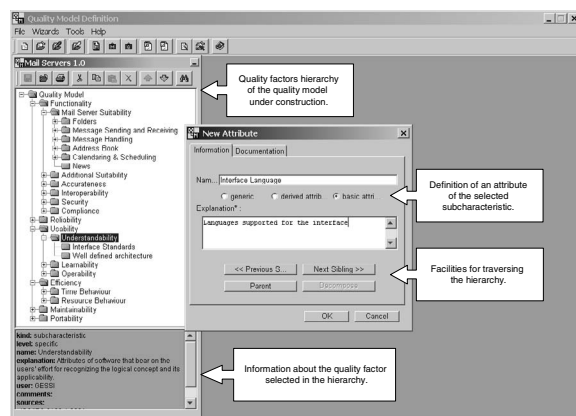 Quality Model Definition
File Wizards Tools Help
Mail Servers 1.0
Quality Model
Functionality
Mail Server Suitability
Folders
Message Sending and Receiving
Message Handling
Address Book
Calendaring & Scheduling
News
Additional Suitability
Accurateness
Interoperability
Security
Compliance
Reliability
Usability
Understandability
Interface Standards
Well defined architecture
Learnability
Operability
Efficiency
Time Behaviour
Resource Behaviour
Maintainability
Portability
kind: subcharacteristic
level: specific
name: Understandability
explanation: Attributes of software that bear on the
users' effort for recognizing the logical concept and its
applicability.
user: GESSI
comments:
sources:
New Attribute
Information Documentation
Nam... Interface Language
generic derived attrib... basic attri...
Explanation* :
Languages supported for the interface
<< Previous S... Next Sibling >>
Parent Decompose
OK Cancel
Quality factors hierarchy
of the quality model
under construction.
Definition of an attribute
of the selected
subcharacteristic.
Facilities for traversing
the hierarchy.
Information about the quality factor
selected in the hierarchy.